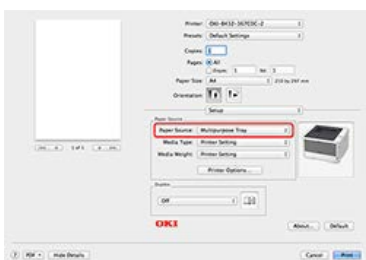 Printer: OKI-B432-367CDC-2
Presets: Default Settings
Copies: 1
Pages: All
From: 1 to: 1
Paper Size: A4 210 by 297 mm
Orientation:
Setup
Paper Source
Paper Source: Multipurpose Tray
Media Type: Printer Setting
Media Weight: Printer Setting
Printer Options...
1 of 1
Duplex
Off
OKI
About... Default
? PDF Hide Details Cancel Print